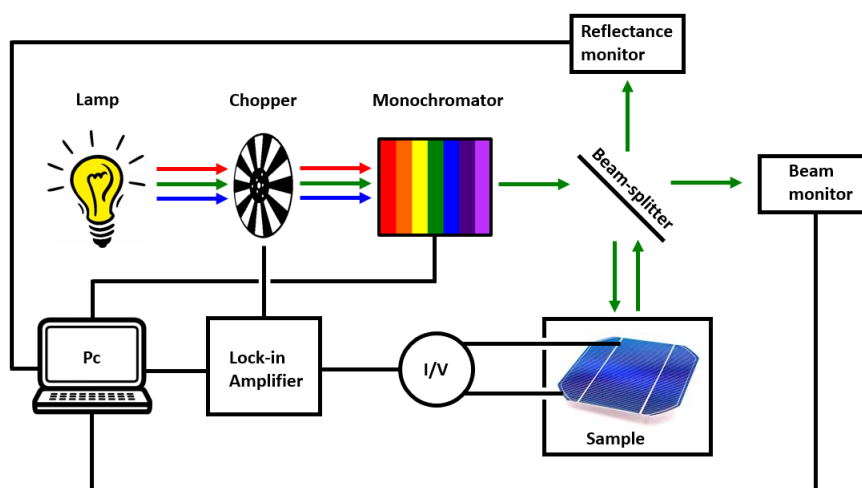 Reflectance
monitor
Lamp
Chopper
Monochromator
Beam-splitter
Beam
monitor
Pc
Lock-in
Amplifier
I/V
Sample